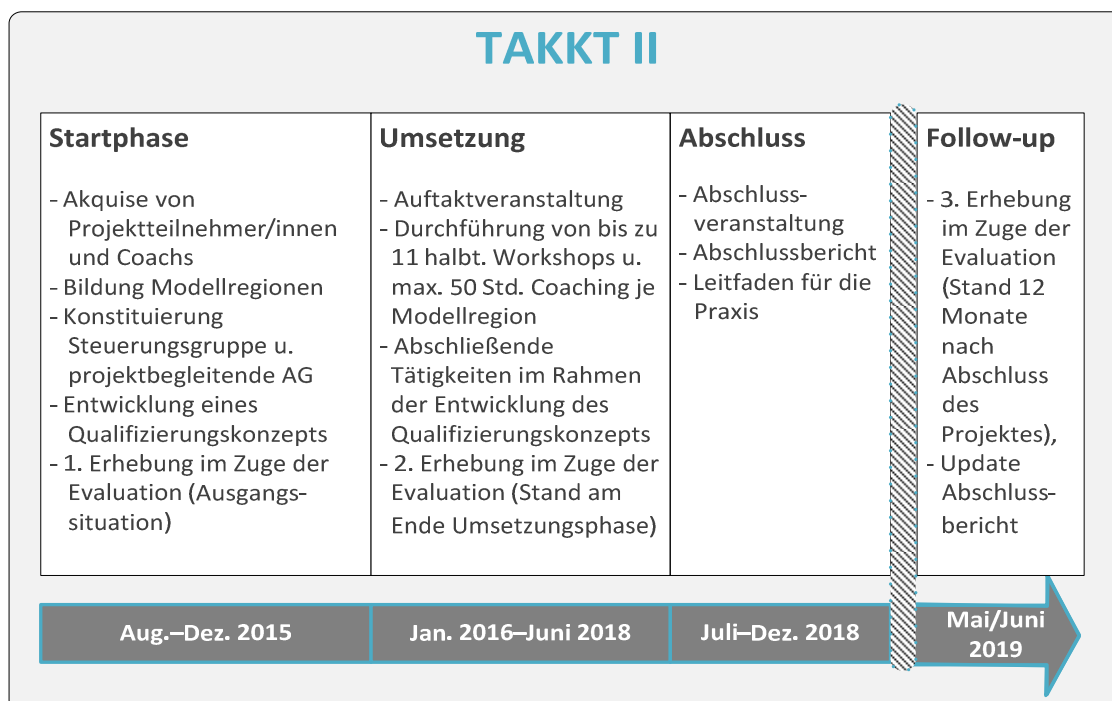 TAKKT II
Startphase
- Akquise von
Projektteilnehmer/innen
und Coachs
- Bildung Modellregionen
- Konstituierung
Steuerungsgruppe u.
projektbegleitende AG
- Entwicklung eines
Qualifizierungskonzepts
- 1. Erhebung im Zuge der
Evaluation (Ausgangs-
situation)
Umsetzung
- Auftaktveranstaltung
- Durchführung von bis zu
11 halbt. Workshops u.
max. 50 Std. Coaching je
Modellregion
- Abschließende
Tätigkeiten im Rahmen
der Entwicklung des
Qualifizierungskonzepts
- 2. Erhebung im Zuge der
Evaluation (Stand am
Ende Umsetzungsphase)
Abschluss
- Abschluss-
veranstaltung
- Abschlussbericht
- Leitfaden für die
Praxis
Follow-up
- 3. Erhebung
im Zuge der
Evaluation
(Stand 12
Monate
nach
Abschluss
des
Projektes),
- Update
Abschluss-
bericht
Aug.–Dez. 2015
Jan. 2016–Juni 2018
Juli–Dez. 2018
Mai/Juni
2019